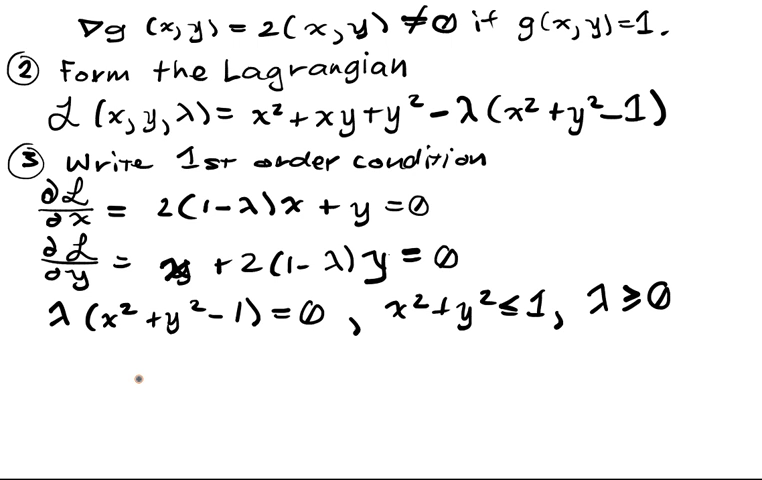 ∇g (x,y) = 2(x,y) ≠0 if g(x,y)=1.
② Form the Lagrangian
ℒ (x,y,λ) = x² + xy + y² - λ(x² + y² - 1)
③ Write 1st order condition
∂ℒ/∂x = 2(1-λ)x + y = 0
∂ℒ/∂y = x + 2(1-λ)y = 0
λ(x² + y² - 1) = 0 , x² + y² ≤ 1, λ ≥ 0